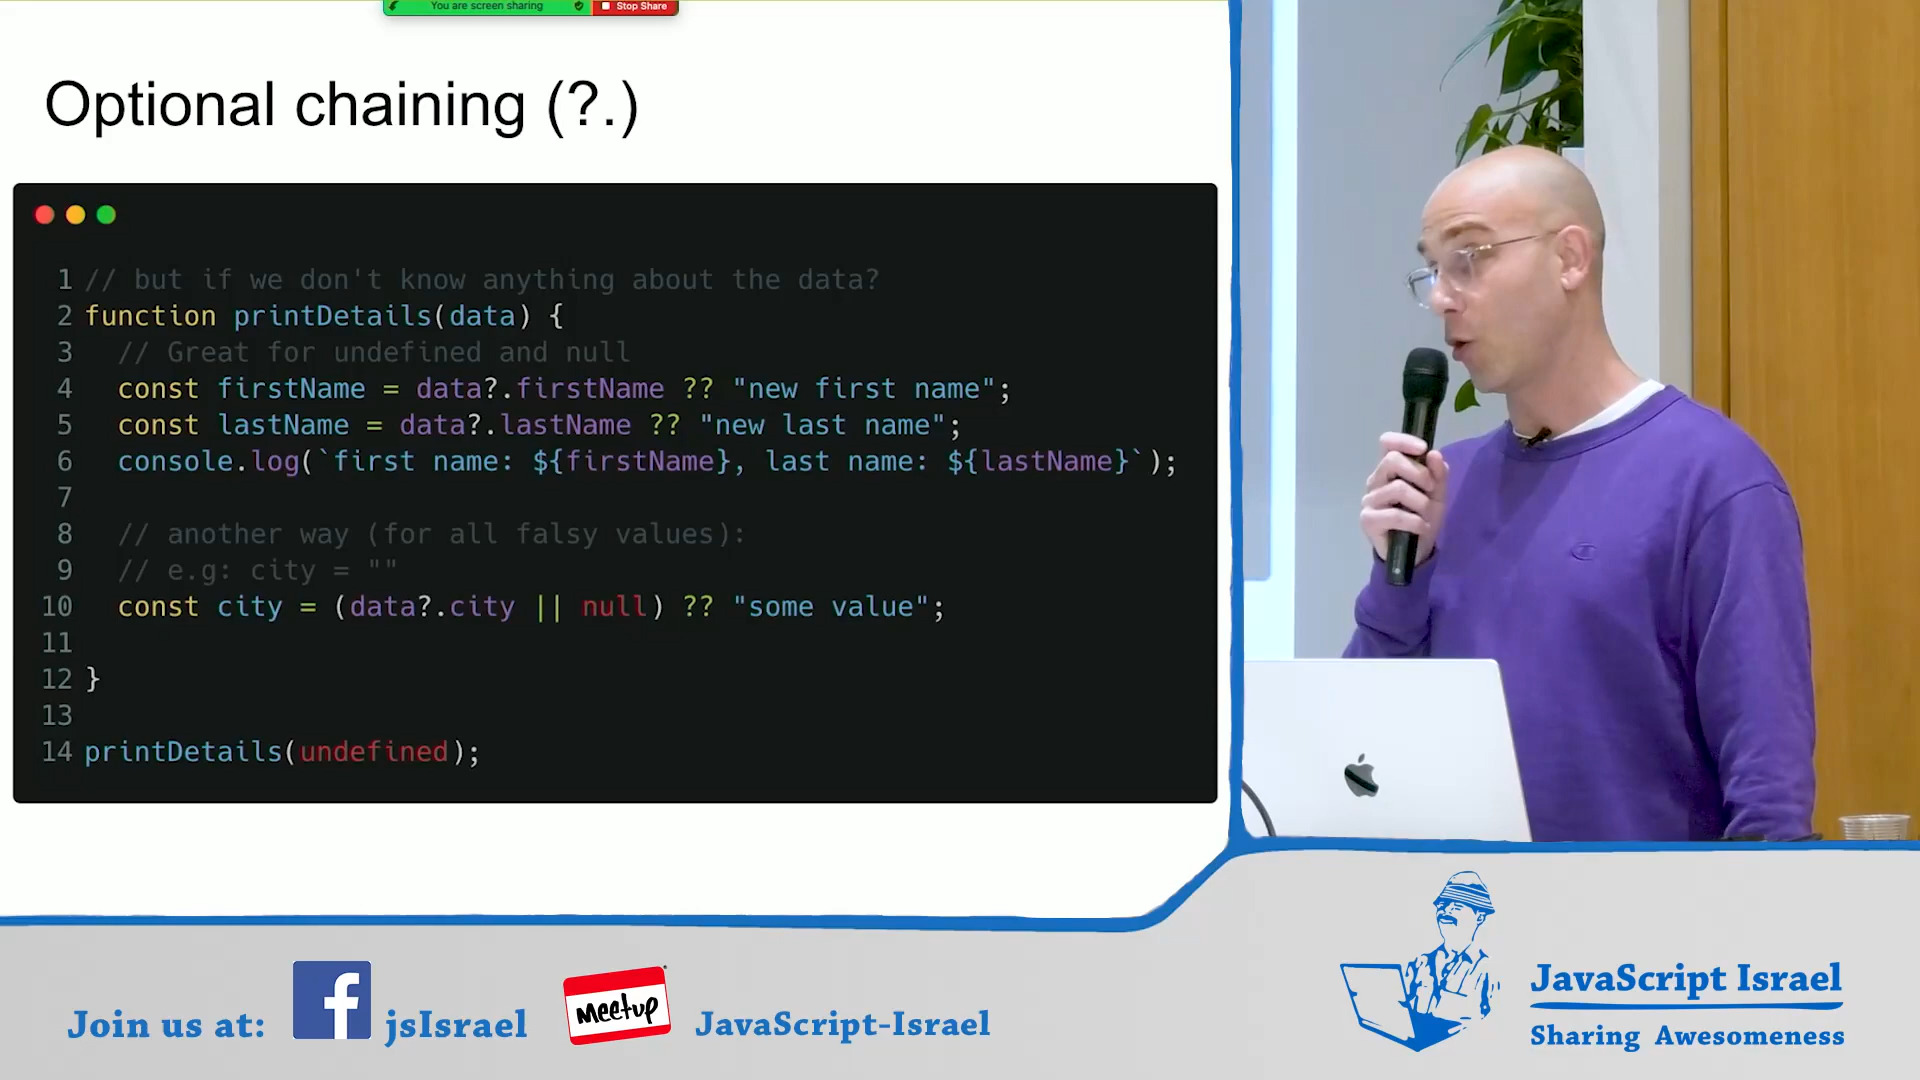 You are screen sharing
Stop Share
Optional chaining (?.)
1 // but if we don't know anything about the data?
2 function printDetails(data) {
3   // Great for undefined and null
4   const firstName = data?.firstName ?? "new first name";
5   const lastName = data?.lastName ?? "new last name";
6   console.log(`first name: ${firstName}, last name: ${lastName}`);
7
8   // another way (for all falsy values):
9   // e.g: city = ""
10   const city = (data?.city || null) ?? "some value";
11
12 }
13
14 printDetails(undefined);
Join us at:
f
jsIsrael
meetup
JavaScript-Israel
JavaScript Israel
Sharing Awesomeness